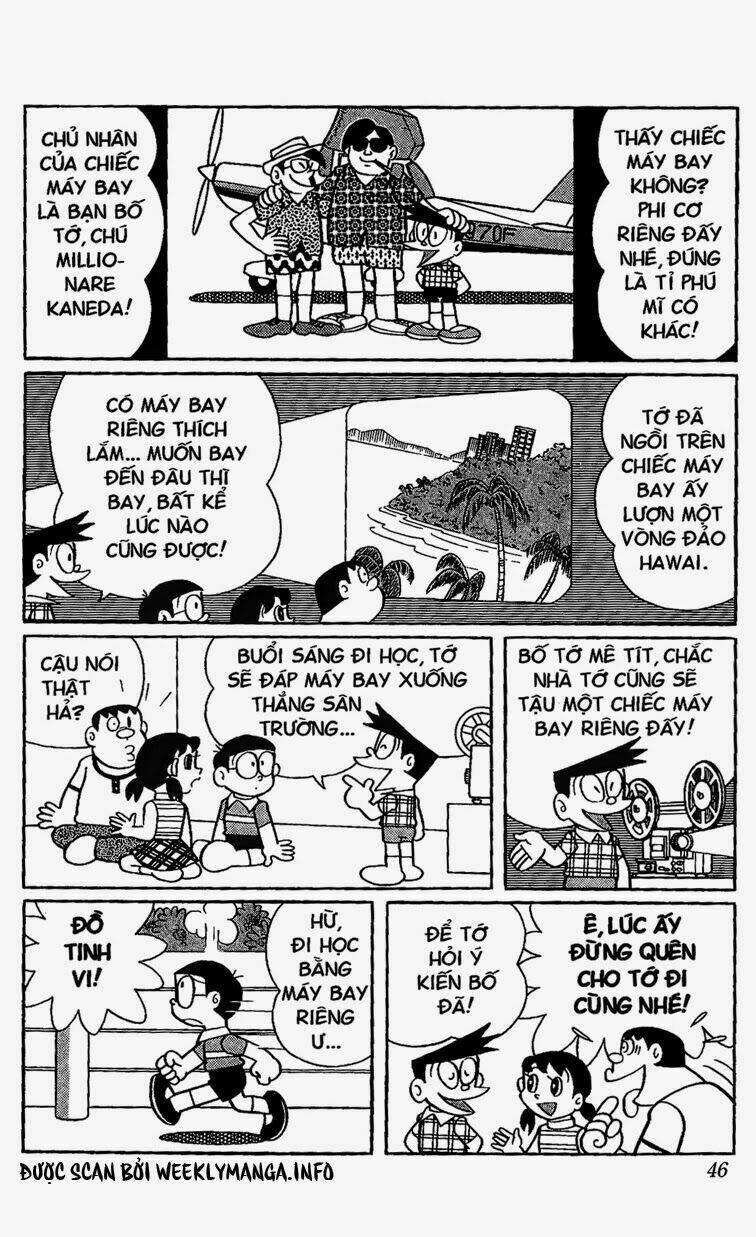 THẤY CHIẾC
MÁY BAY
KHÔNG?
PHI CƠ
RIÊNG ĐẤY
NHÉ, ĐÚNG
LÀ TỈ PHÚ
MĨ CÓ
KHÁC!
CHỦ NHÂN
CỦA CHIẾC
MÁY BAY
LÀ BẠN BỐ
TỚ, CHÚ
MILLIO-
NARE
KANEDA!
TỚ ĐÃ
NGỒI TRÊN
CHIẾC MÁY
BAY ẤY
LƯỢN MỘT
VÒNG ĐẢO
HAWAI.
CÓ MÁY BAY
RIÊNG THÍCH
LẮM... MUỐN BAY
ĐẾN ĐÂU THÌ
BAY, BẤT KỂ
LÚC NÀO
CŨNG ĐƯỢC!
BỐ TỚ MÊ TÍT, CHẮC
NHÀ TỚ CŨNG SẼ
TẬU MỘT CHIẾC MÁY
BAY RIÊNG ĐẤY!
BUỔI SÁNG ĐI HỌC, TỚ
SẼ ĐÁP MÁY BAY XUỐNG
THẲNG SÂN
TRƯỜNG...
CẬU NÓI
THẬT
HẢ?
Ê, LÚC ẤY
ĐỪNG QUÊN
CHO TỚ ĐI
CÙNG NHÉ!
ĐỂ TỚ
HỎI Ý
KIẾN BỐ
ĐÃ!
HỪ,
ĐI HỌC
BẰNG
MÁY BAY
RIÊNG
Ư...
ĐỒ
TINH
VI!
ĐƯỢC SCAN BỞI WEEKLYMANGA.INFO
46